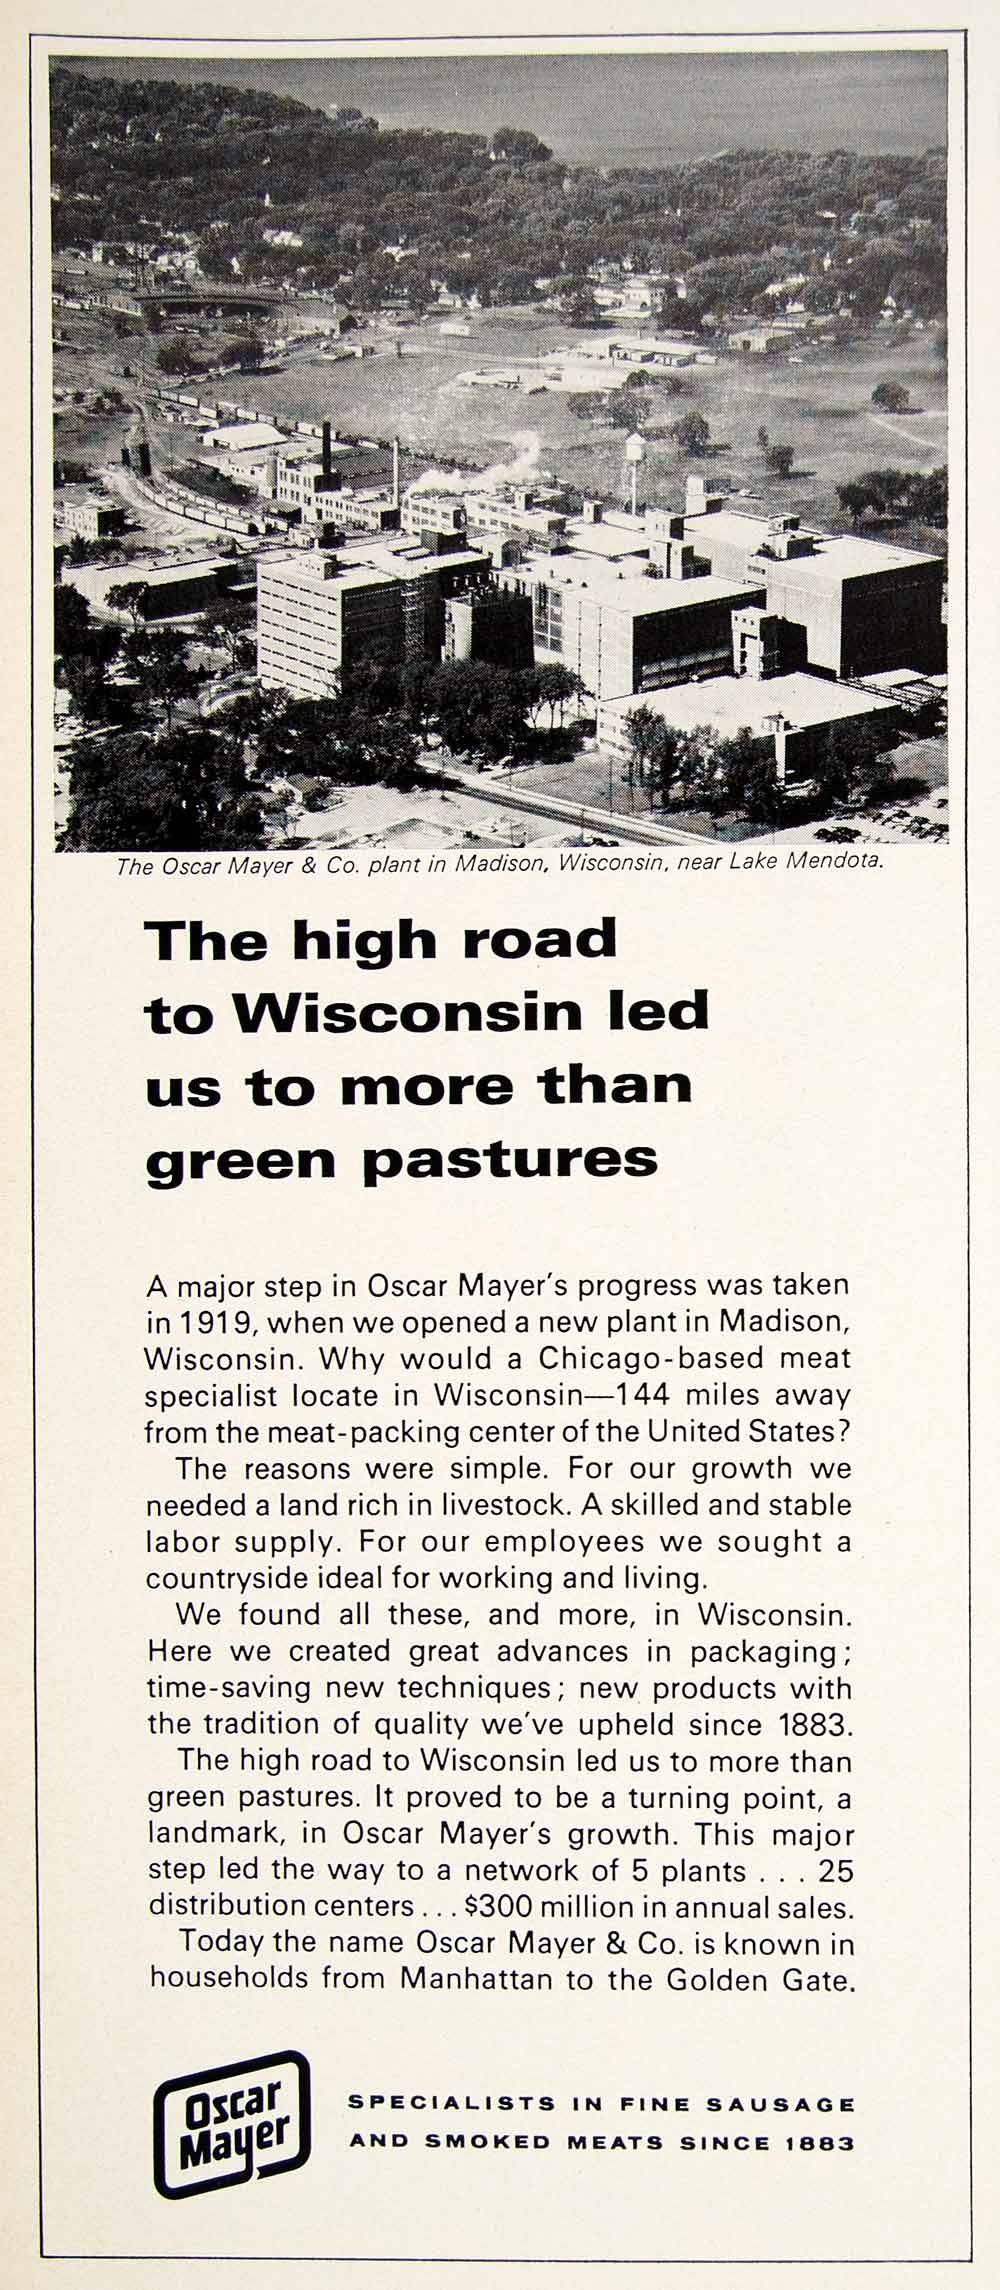 The Oscar Mayer & Co. plant in Madison, Wisconsin, near Lake Mendota.
The high road
to Wisconsin led
us to more than
green pastures
A major step in Oscar Mayer's progress was taken
in 1919, when we opened a new plant in Madison,
Wisconsin. Why would a Chicago-based meat
specialist locate in Wisconsin—144 miles away
from the meat-packing center of the United States?
The reasons were simple. For our growth we
needed a land rich in livestock. A skilled and stable
labor supply. For our employees we sought a
countryside ideal for working and living.
We found all these, and more, in Wisconsin.
Here we created great advances in packaging;
time-saving new techniques; new products with
the tradition of quality we've upheld since 1883.
The high road to Wisconsin led us to more than
green pastures. It proved to be a turning point, a
landmark, in Oscar Mayer's growth. This major
step led the way to a network of 5 plants . . . 25
distribution centers . . . $300 million in annual sales.
Today the name Oscar Mayer & Co. is known in
households from Manhattan to the Golden Gate.
Oscar
Mayer
SPECIALISTS IN FINE SAUSAGE
AND SMOKED MEATS SINCE 1883